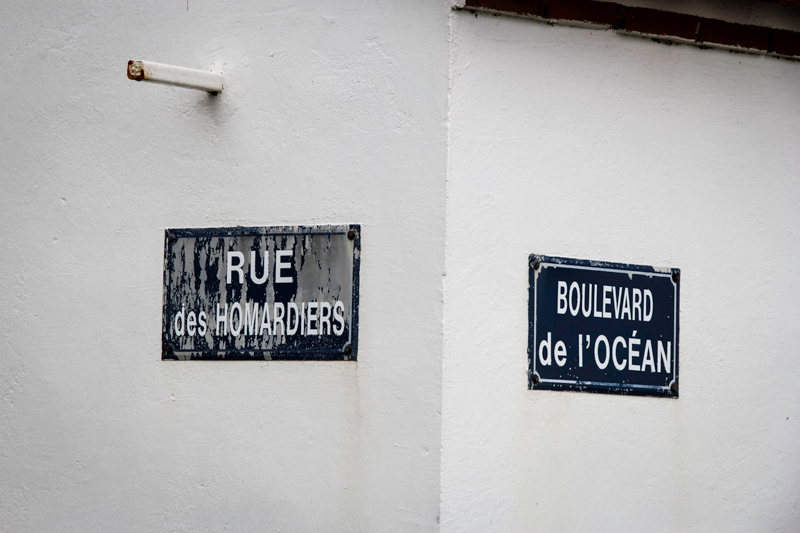 RUE
des HOMARDIERS
BOULEVARD
de l'OCÉAN